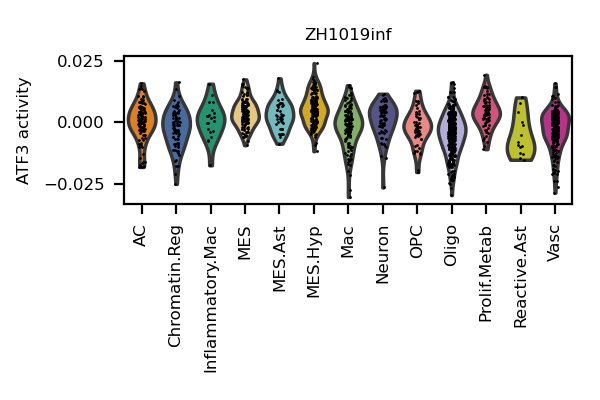 ZH1019inf
ATF3 activity
0.025
0.000
−0.025
AC
Chromatin.Reg
Inflammatory.Mac
MES
MES.Ast
MES.Hyp
Mac
Neuron
OPC
Oligo
Prolif.Metab
Reactive.Ast
Vasc